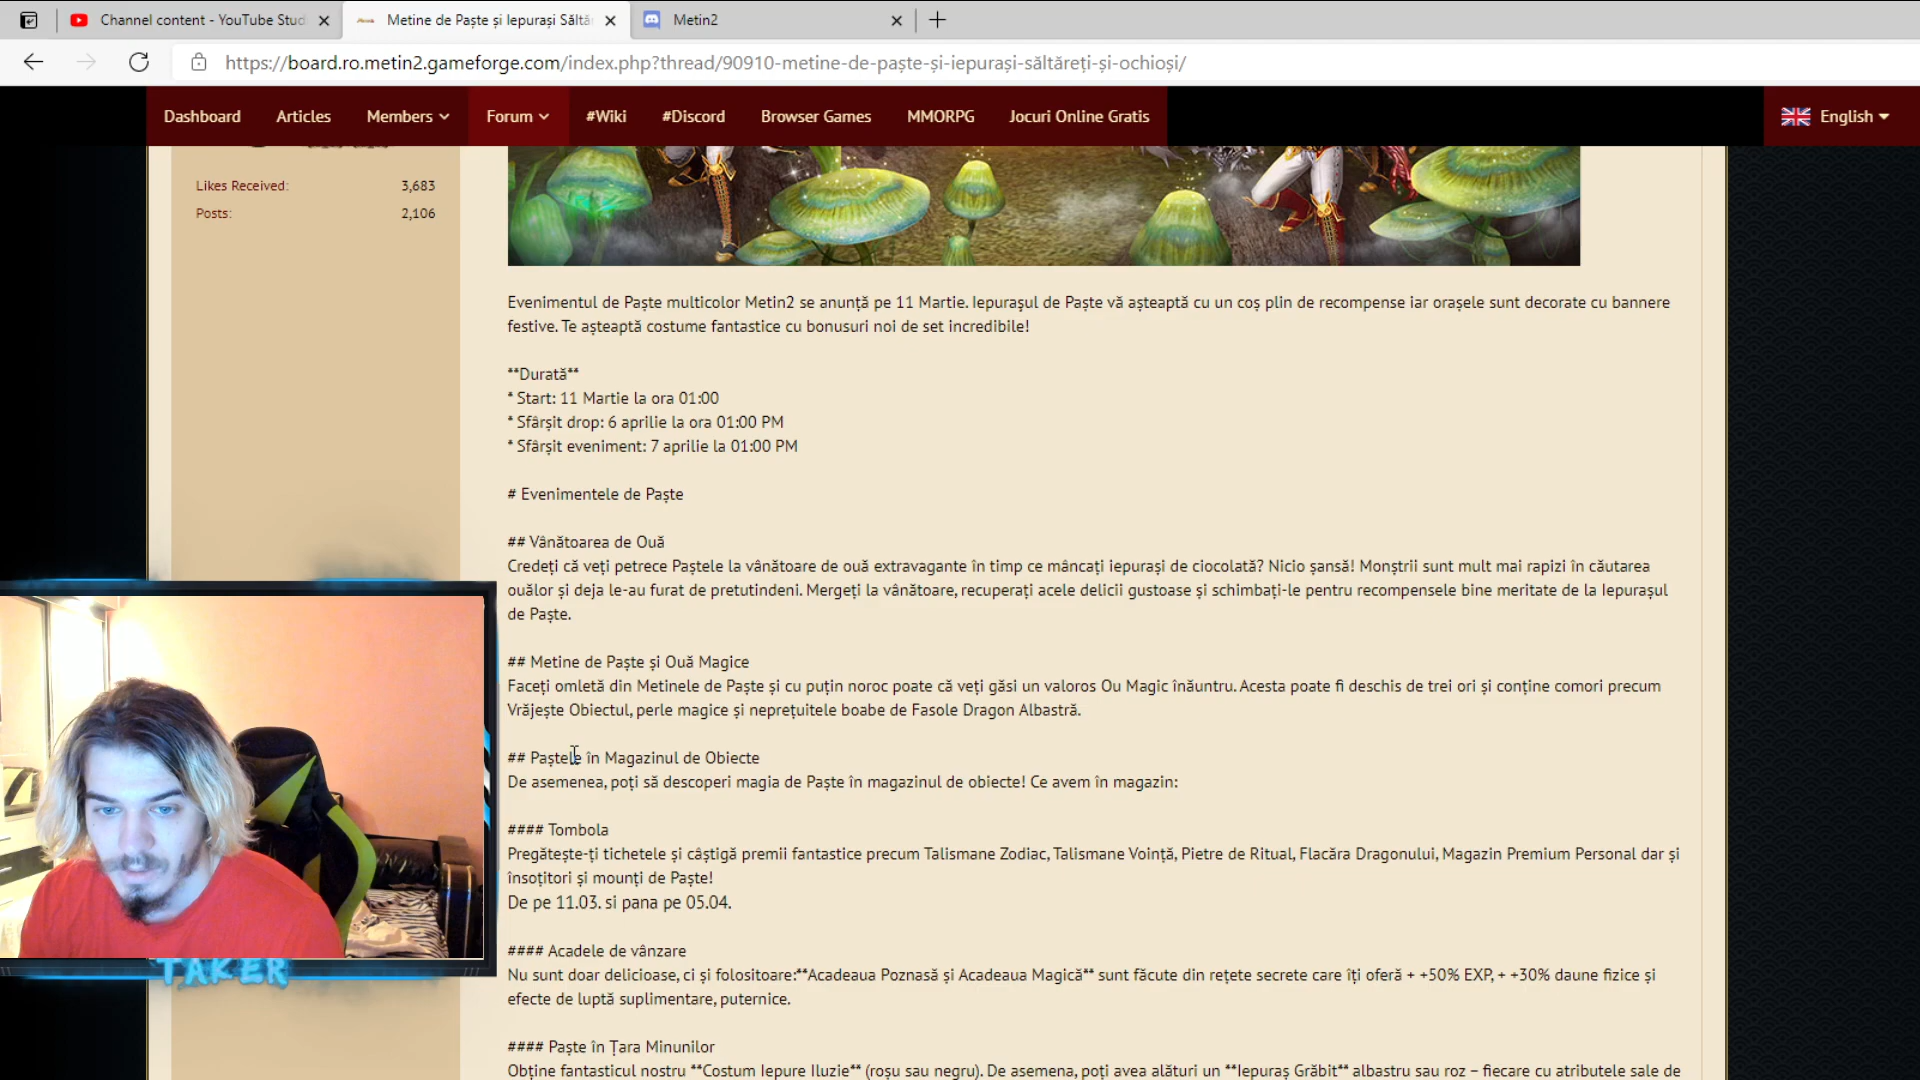 Channel content - YouTube Stud
Metine de Paște și Iepurași Săltă
Metin2
https://board.ro.metin2.gameforge.com/index.php?thread/90910-metine-de-paște-și-iepurași-săltăreți-și-ochioși/
Dashboard Articles Members Forum #Wiki #Discord Browser Games MMORPG Jocuri Online Gratis English
Likes Received: 3,683
Posts: 2,106
Evenimentul de Paște multicolor Metin2 se anunță pe 11 Martie. Iepurașul de Paște vă așteaptă cu un coș plin de recompense iar orașele sunt decorate cu bannere
festive. Te așteaptă costume fantastice cu bonusuri noi de set incredibile!
**Durată**
* Start: 11 Martie la ora 01:00
* Sfârșit drop: 6 aprilie la ora 01:00 PM
* Sfârșit eveniment: 7 aprilie la 01:00 PM
# Evenimentele de Paște
## Vânătoarea de Ouă
Credeți că veți petrece Paștele la vânătoare de ouă extravagante în timp ce mâncați iepurași de ciocolată? Nicio șansă! Monștrii sunt mult mai rapizi în căutarea
ouălor și deja le-au furat de pretutindeni. Mergeți la vânătoare, recuperați acele delicii gustoase și schimbați-le pentru recompensele bine meritate de la Iepurașul
de Paște.
## Metine de Paște și Ouă Magice
Faceți omletă din Metinele de Paște și cu puțin noroc poate că veți găsi un valoros Ou Magic înăuntru. Acesta poate fi deschis de trei ori și conține comori precum
Vrăjește Obiectul, perle magice și neprețuitele boabe de Fasole Dragon Albastră.
## Paștele în Magazinul de Obiecte
De asemenea, poți să descoperi magia de Paște în magazinul de obiecte! Ce avem în magazin:
#### Tombola
Pregătește-ți tichetele și câștigă premii fantastice precum Talismane Zodiac, Talismane Voință, Pietre de Ritual, Flacăra Dragonului, Magazin Premium Personal dar și
însoțitori și mounți de Paște!
De pe 11.03. si pana pe 05.04.
#### Acadele de vânzare
Nu sunt doar delicioase, ci și folositoare:**Acadeaua Poznasă și Acadeaua Magică** sunt făcute din rețete secrete care îți oferă + +50% EXP, + +30% daune fizice și
efecte de luptă suplimentare, puternice.
#### Paște în Țara Minunilor
Obține fantasticul nostru **Costum Iepure Iluzie** (roșu sau negru). De asemena, poți avea alături un **Iepuraș Grăbit** albastru sau roz – fiecare cu atributele sale de
TAKER